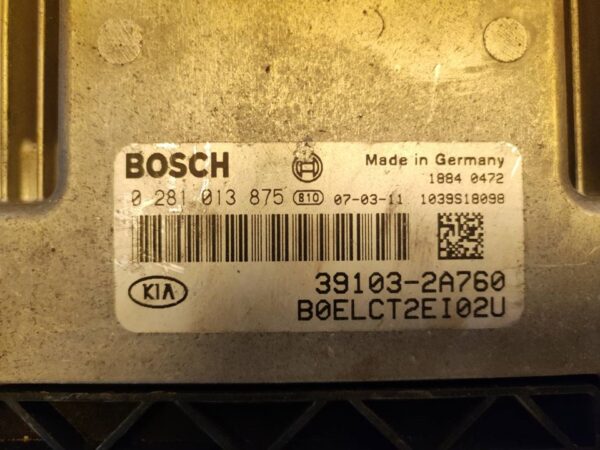 BOSCH Made in Germany
1884 0472
0 281 013 875 810 07-03-11 1039S18098
KIA 39103-2A760
B0ELCT2EI02U